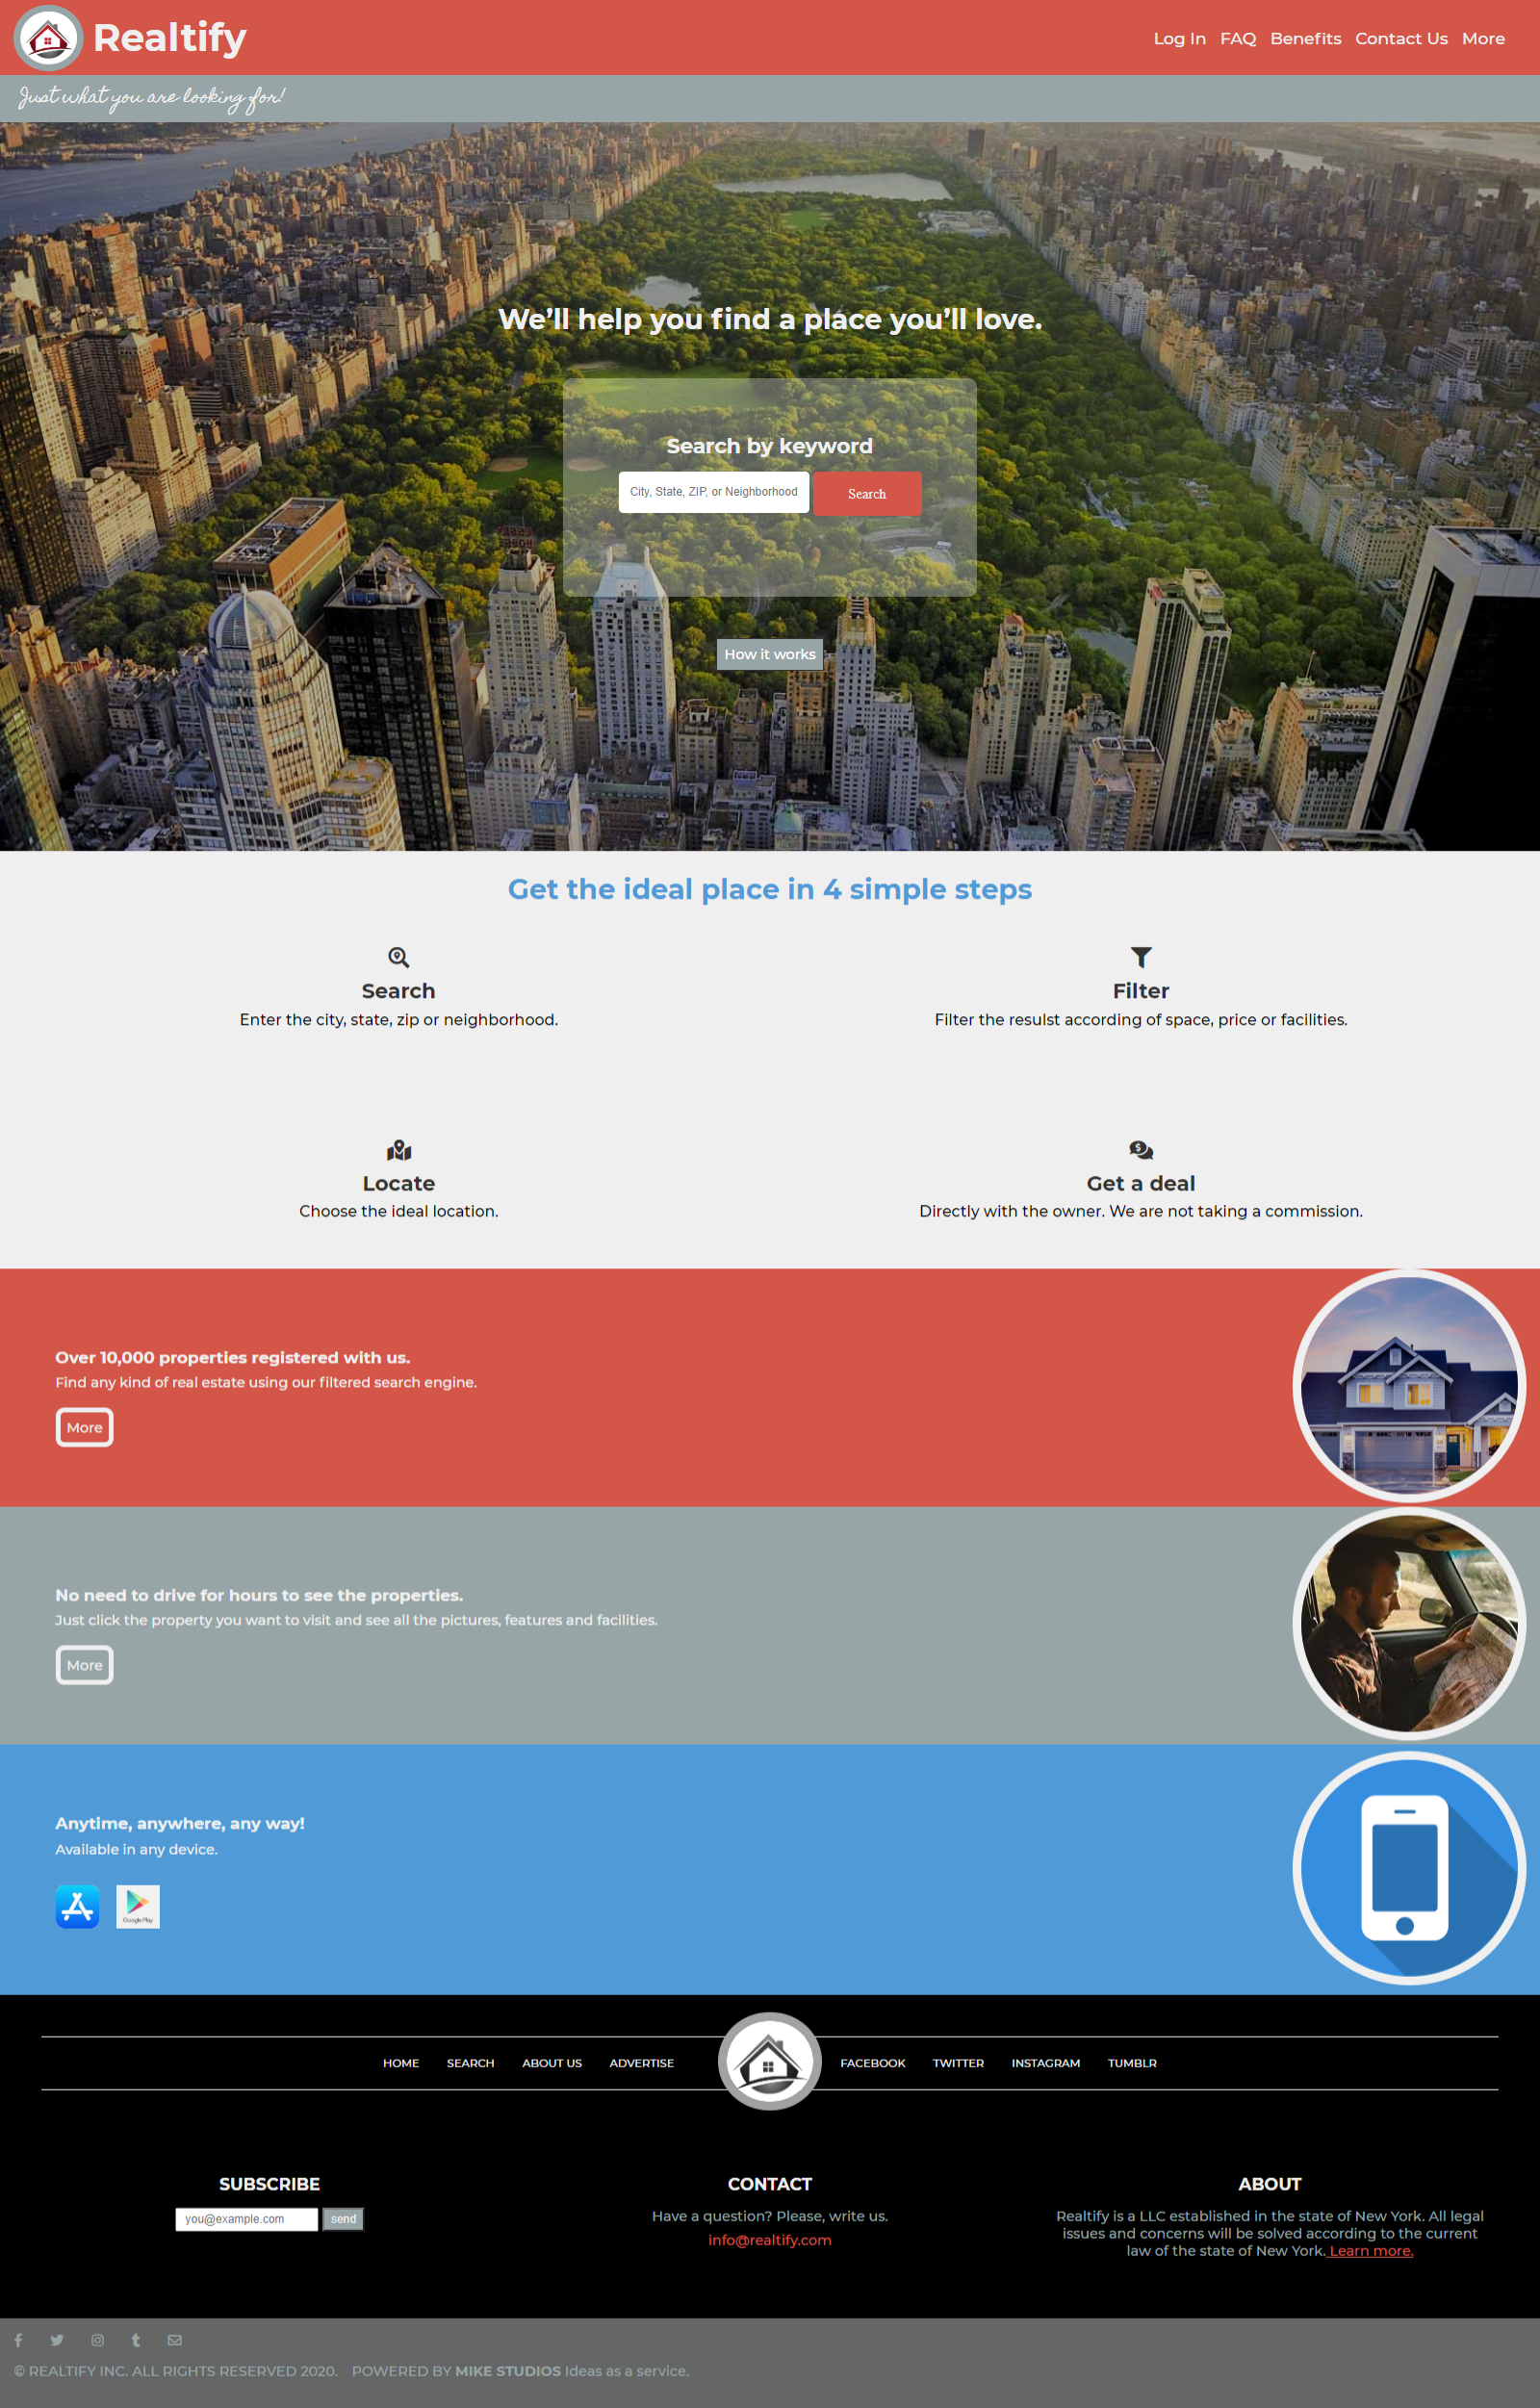 Realtify
Log In FAQ Benefits Contact Us More
Just what you are looking for!
We'll help you find a place you'll love.
Search by keyword
City, State, ZIP, or Neighborhood Search
How it works
Get the ideal place in 4 simple steps
Search
Enter the city, state, zip or neighborhood.
Filter
Filter the resulst according of space, price or facilities.
Locate
Choose the ideal location.
Get a deal
Directly with the owner. We are not taking a commission.
Over 10,000 properties registered with us.
Find any kind of real estate using our filtered search engine.
More
No need to drive for hours to see the properties.
Just click the property you want to visit and see all the pictures, features and facilities.
More
Anytime, anywhere, any way!
Available in any device.
Google Play
HOME SEARCH ABOUT US ADVERTISE FACEBOOK TWITTER INSTAGRAM TUMBLR
SUBSCRIBE
you@example.com send
CONTACT
Have a question? Please, write us.
info@realtify.com
ABOUT
Realtify is a LLC established in the state of New York. All legal
issues and concerns will be solved according to the current
law of the state of New York. Learn more.
© REALTIFY INC. ALL RIGHTS RESERVED 2020. POWERED BY MIKE STUDIOS Ideas as a service.